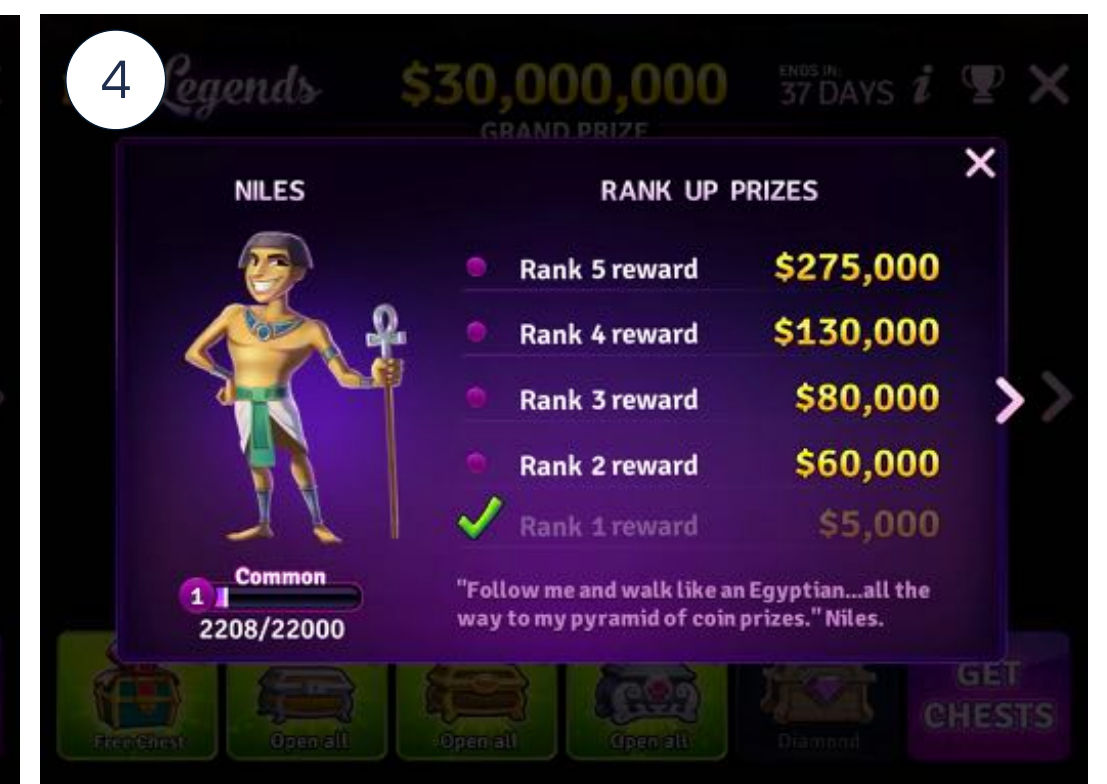 4
Legends
$30,000,000
GRAND PRIZE
ENDS IN:
37 DAYS
i
NILES
RANK UP PRIZES
Rank 5 reward $275,000
Rank 4 reward $130,000
Rank 3 reward $80,000
Rank 2 reward $60,000
Rank 1 reward $5,000
Common
1
2208/22000
"Follow me and walk like an Egyptian...all the
way to my pyramid of coin prizes." Niles.
Free Chest
Open all
Open all
Open all
Diamond
GET
CHESTS